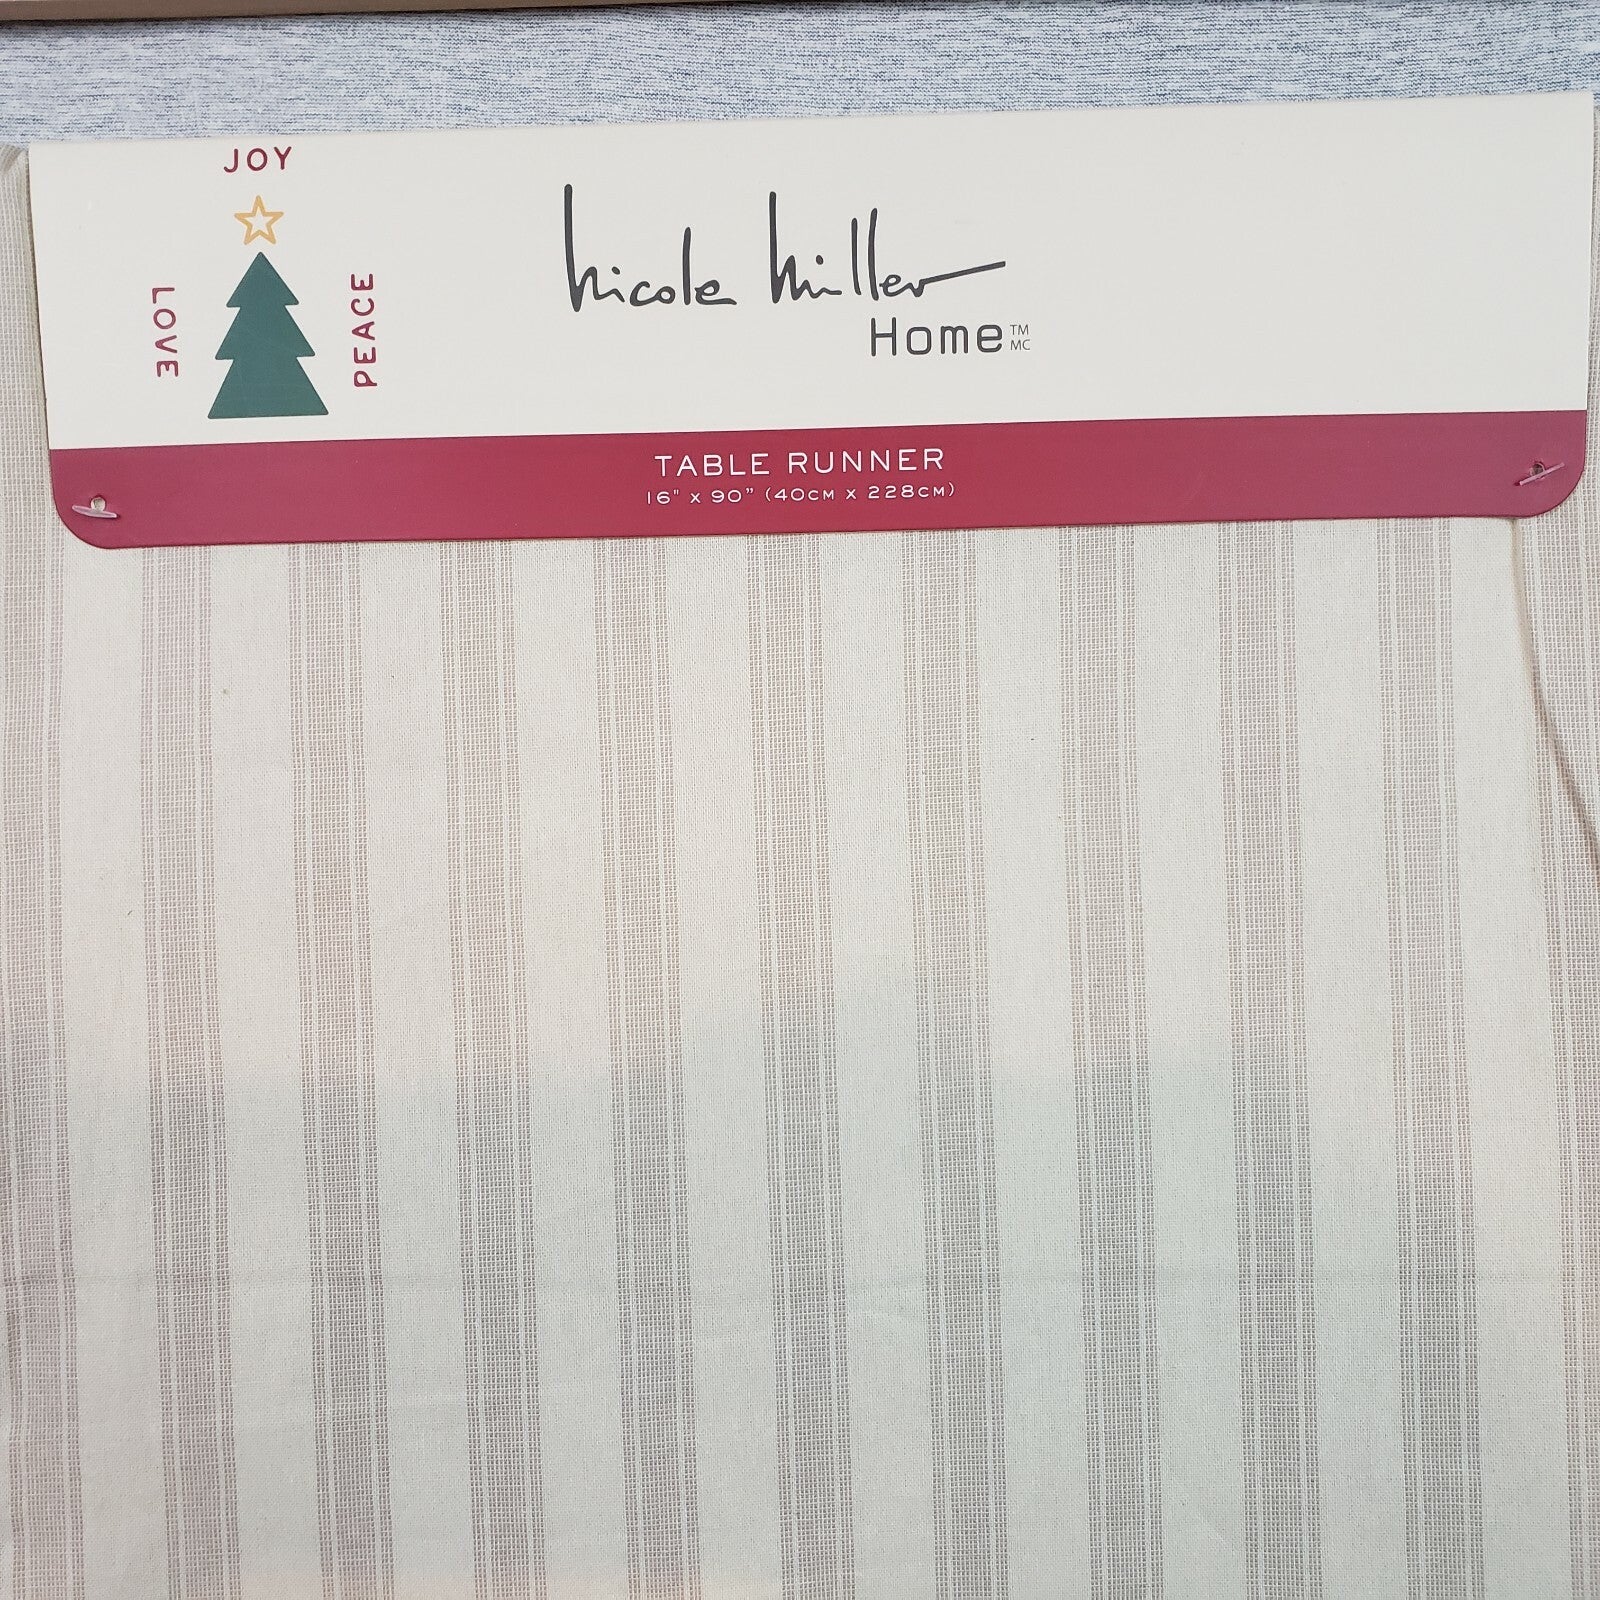 JOY
LOVE
PEACE
nicole miller
Home™ MC
TABLE RUNNER
16" x 90" (40CM X 228CM)